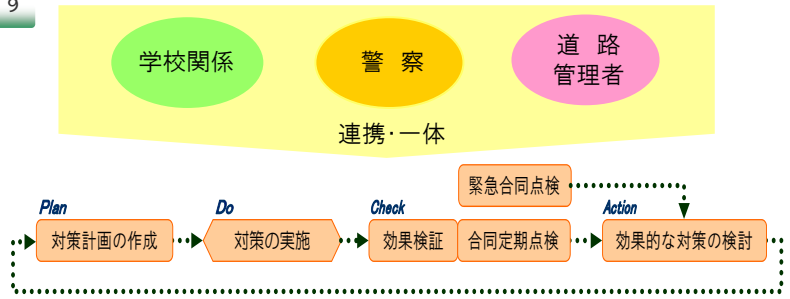 9
学校関係
警 察
道 路
管理者
連携・一体
緊急合同点検
Plan
Do
Check
Action
対策計画の作成
対策の実施
効果検証
合同定期点検
効果的な対策の検討